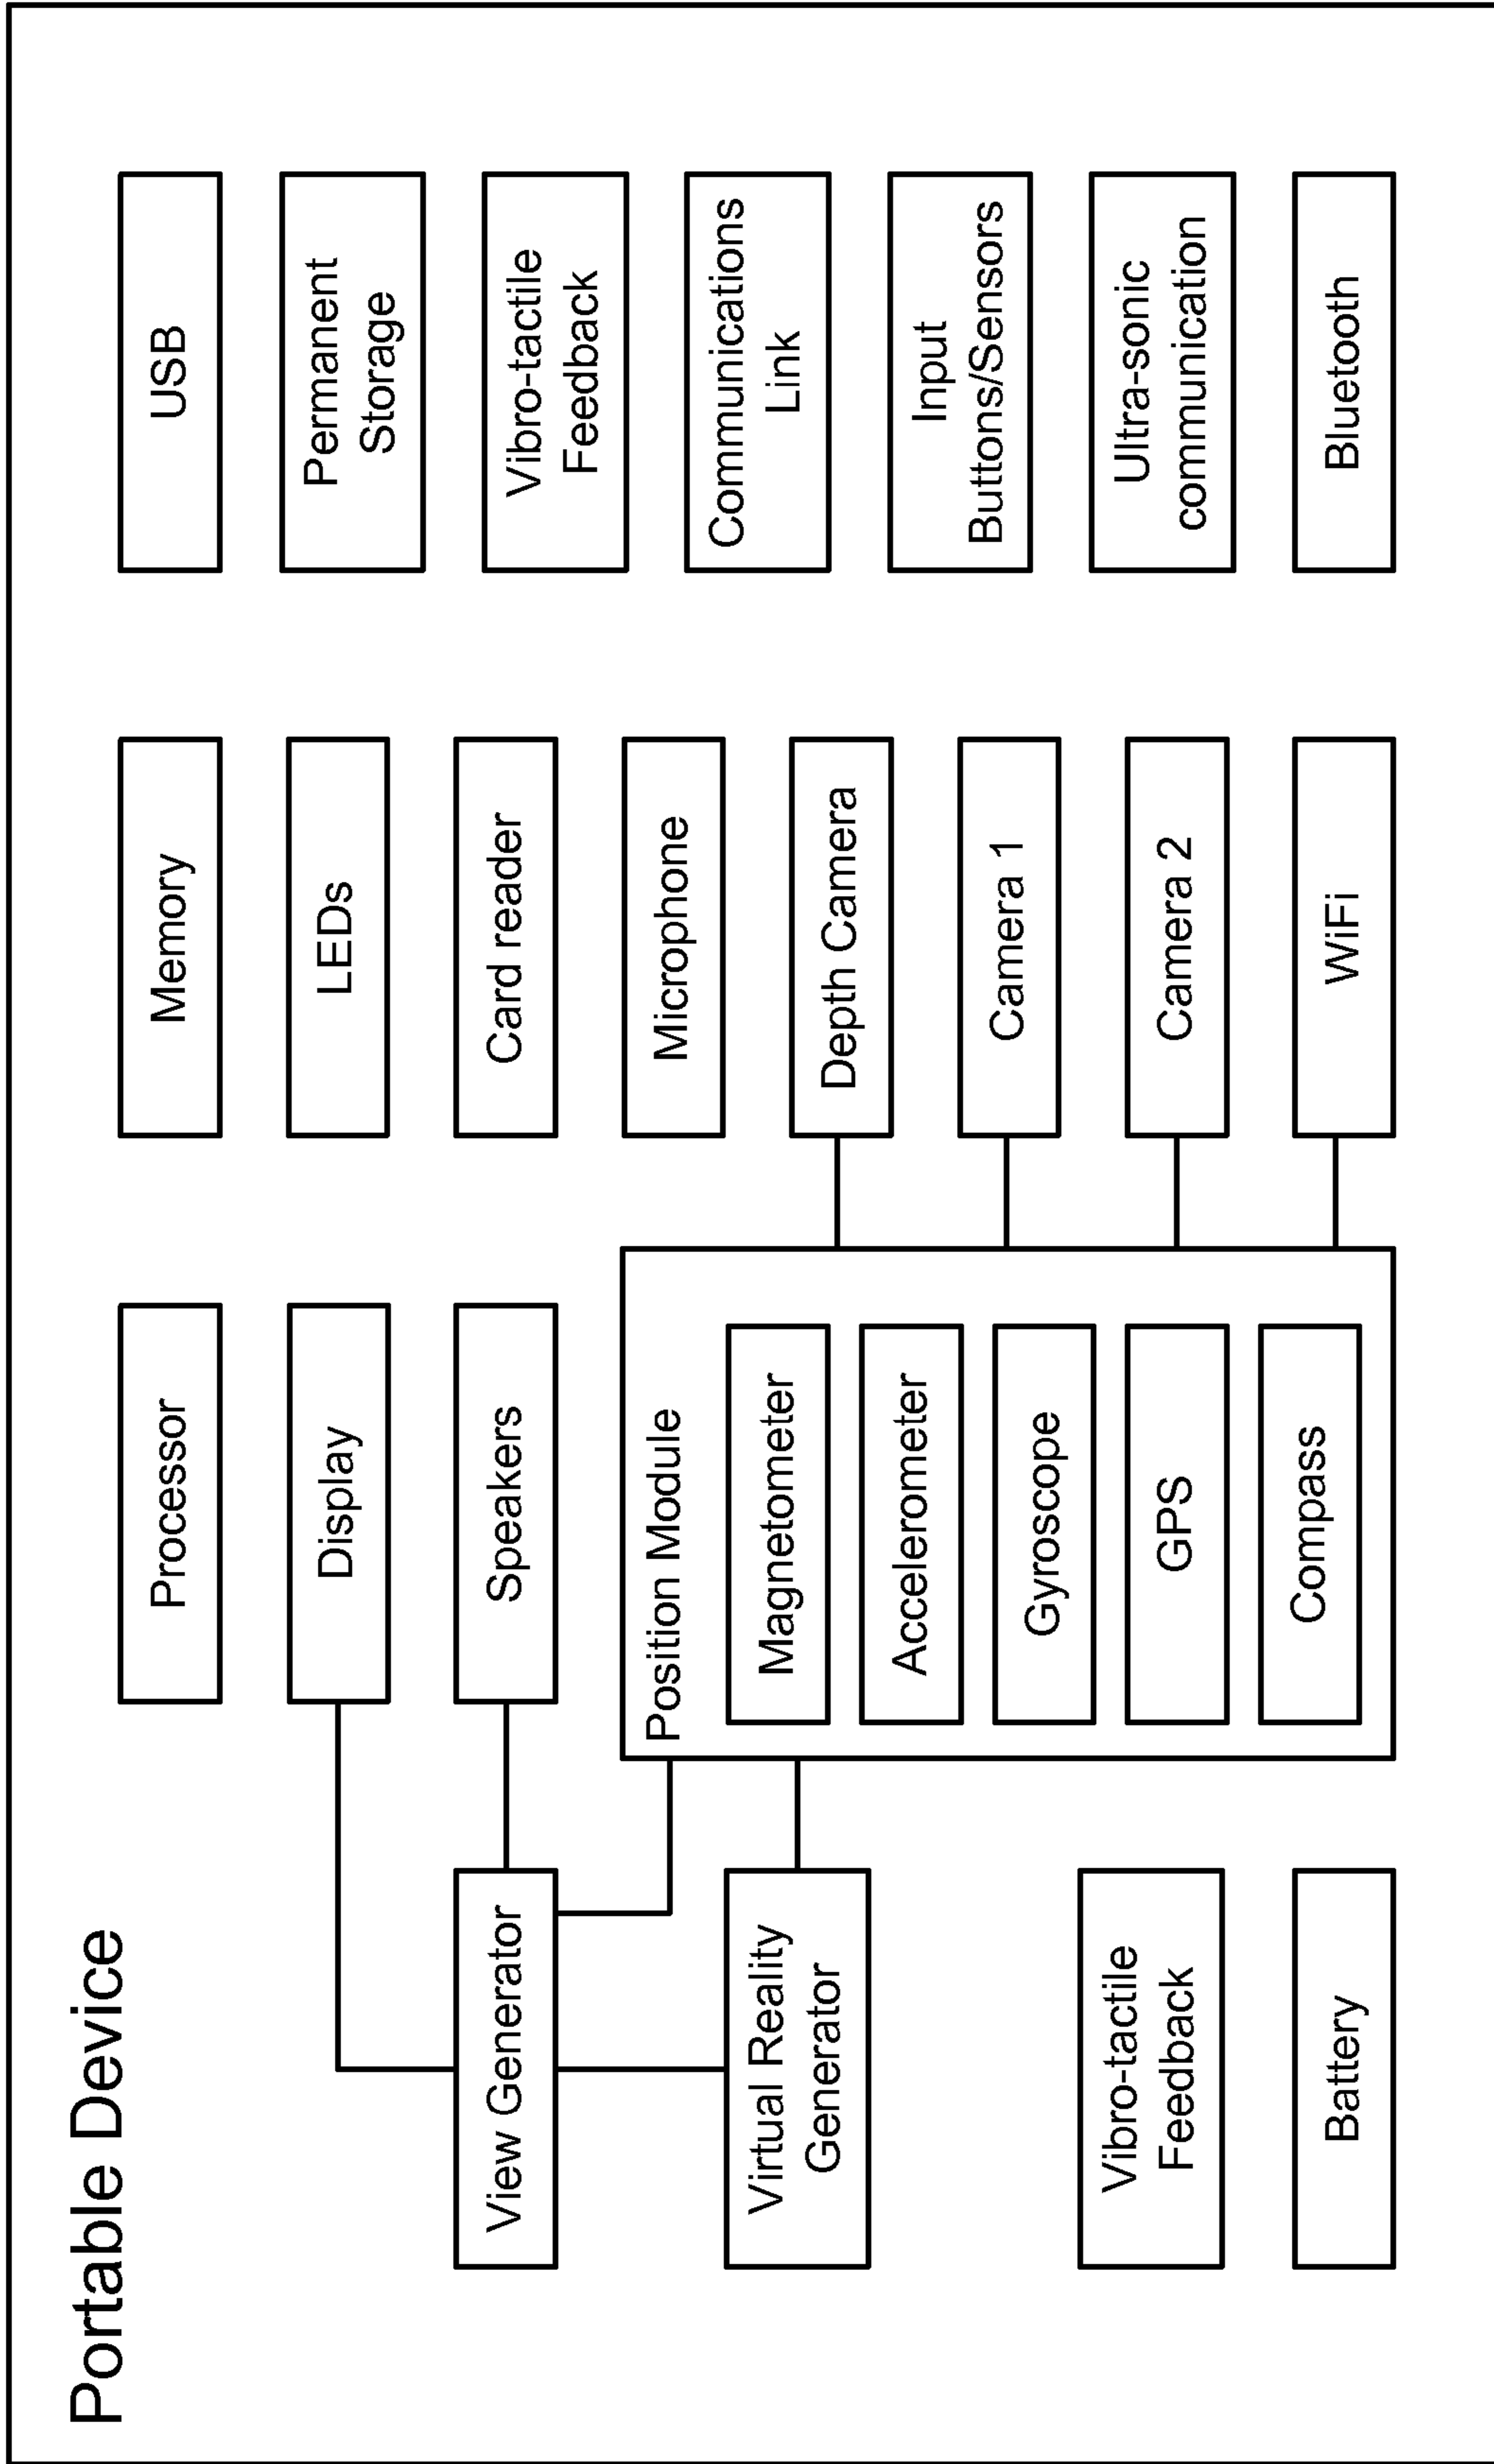 Portable Device
View Generator
Virtual Reality
Generator
Vibro-tactile
Feedback
Battery
Processor
Display
Speakers
Position Module
Magnetometer
Accelerometer
Gyroscope
GPS
Compass
Memory
LEDs
Card reader
Microphone
Depth Camera
Camera 1
Camera 2
WiFi
USB
Permanent
Storage
Vibro-tactile
Feedback
Communications
Link
Input
Buttons/Sensors
Ultra-sonic
communication
Bluetooth